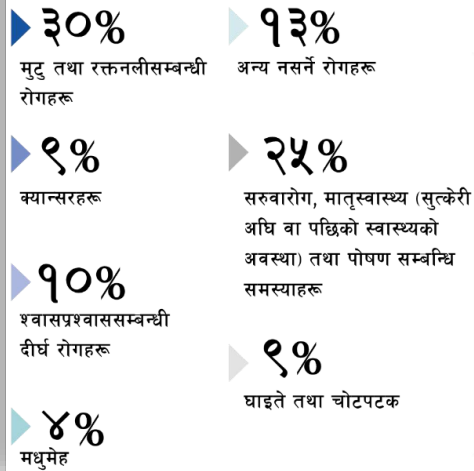 ३०%
मुटु तथा रक्तनलीसम्बन्धी
रोगहरू
९%
क्यान्सरहरू
१०%
श्वासप्रश्वाससम्बन्धी
दीर्घ रोगहरू
४%
मधुमेह
१३%
अन्य नसर्ने रोगहरू
२५%
सरुवारोग, मातृस्वास्थ्य (सुत्केरी
अघि वा पछिको स्वास्थ्यको
अवस्था) तथा पोषण सम्बन्धि
समस्याहरू
९%
घाइते तथा चोटपटक